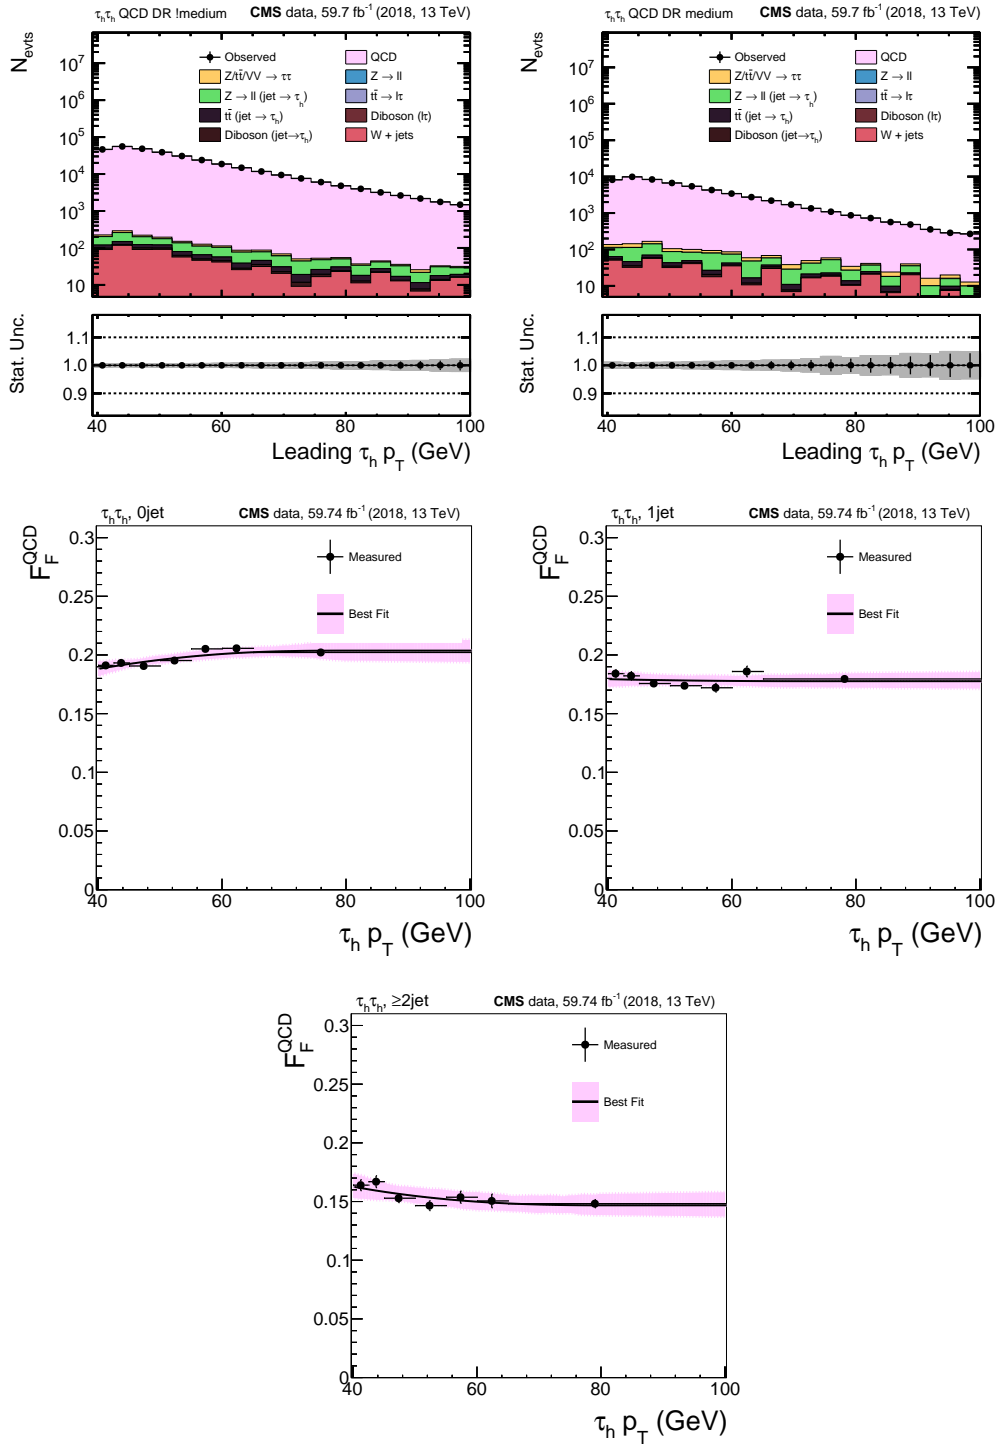 τhτh QCD DR !medium CMS data, 59.7 fb-1 (2018, 13 TeV)
Nevts
107
106
105
104
103
102
10
Observed QCD
Z/tt̄/VV → ττ Z → ll
Z → ll (jet → τh) tt̄ → lτ
tt̄ (jet → τh) Diboson (lτ)
Diboson (jet→τh) W + jets
Stat. Unc.
1.1
1.0
0.9
40 60 80 100
Leading τh pT (GeV)
τhτh QCD DR medium CMS data, 59.7 fb-1 (2018, 13 TeV)
Nevts
107
106
105
104
103
102
10
Observed QCD
Z/tt̄/VV → ττ Z → ll
Z → ll (jet → τh) tt̄ → lτ
tt̄ (jet → τh) Diboson (lτ)
Diboson (jet→τh) W + jets
Stat. Unc.
1.1
1.0
0.9
40 60 80 100
Leading τh pT (GeV)
τhτh, 0jet CMS data, 59.74 fb-1 (2018, 13 TeV)
FFQCD
0.3
0.25
0.2
0.15
0.1
0.05
0
Measured
Best Fit
40 60 80 100
τh pT (GeV)
τhτh, 1jet CMS data, 59.74 fb-1 (2018, 13 TeV)
FFQCD
0.3
0.25
0.2
0.15
0.1
0.05
0
Measured
Best Fit
40 60 80 100
τh pT (GeV)
τhτh, ≥2jet CMS data, 59.74 fb-1 (2018, 13 TeV)
FFQCD
0.3
0.25
0.2
0.15
0.1
0.05
0
Measured
Best Fit
40 60 80 100
τh pT (GeV)